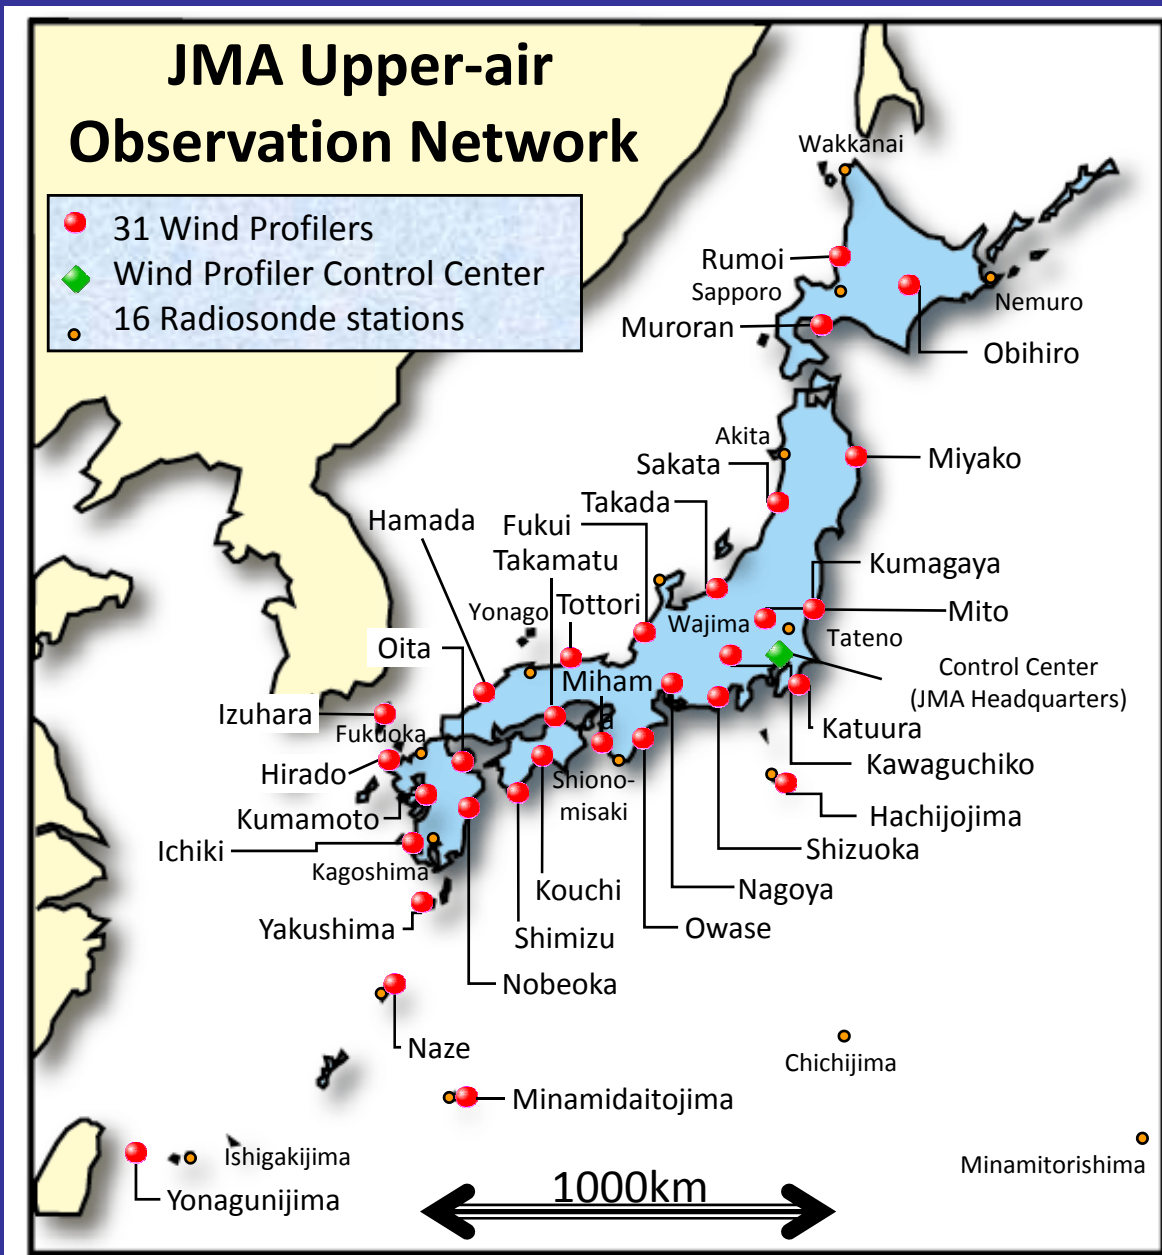 JMA Upper-air
Observation Network
31 Wind Profilers
Wind Profiler Control Center
16 Radiosonde stations
Wakkanai
Rumoi
Sapporo
Nemuro
Muroran
Obihiro
Akita
Sakata
Miyako
Takada
Hamada
Fukui
Takamatu
Kumagaya
Yonago
Tottori
Wajima
Mito
Tateno
Oita
Control Center
(JMA Headquarters)
Miham
a
Izuhara
Fukuoka
Katuura
Hirado
Kawaguchiko
Shiono-
misaki
Kumamoto
Hachijojima
Ichiki
Shizuoka
Kagoshima
Kouchi
Nagoya
Yakushima
Shimizu
Owase
Nobeoka
Naze
Chichijima
Minamidaitojima
Ishigakijima
Minamitorishima
Yonagunijima
1000km